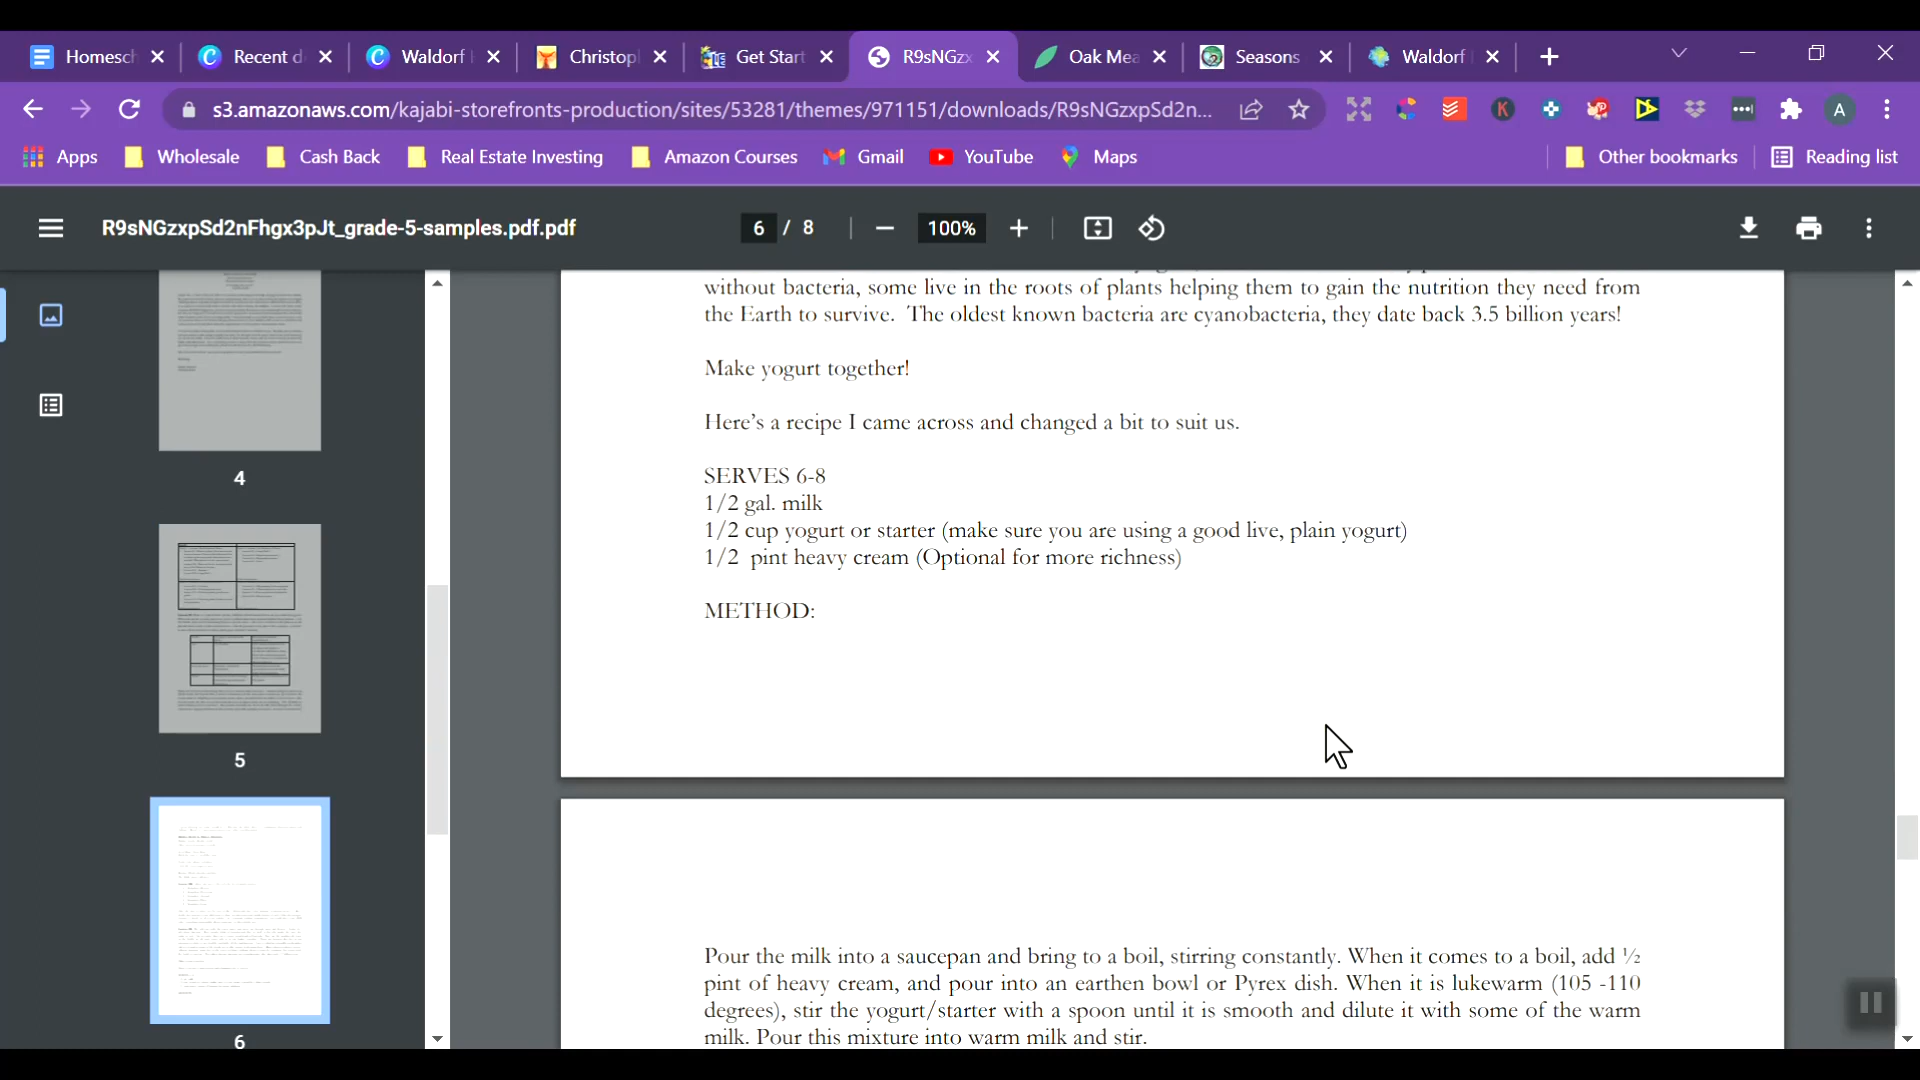 Homesch
Recent d
Waldorf
Christop
Get Start
R9sNGzx
Oak Mea
Seasons
Waldorf
s3.amazonaws.com/kajabi-storefronts-production/sites/53281/themes/971151/downloads/R9sNGzxpSd2n...
K
A
Apps
Wholesale
Cash Back
Real Estate Investing
Amazon Courses
Gmail
YouTube
Maps
Other bookmarks
Reading list
R9sNGzxpSd2nFhgx3pJt_grade-5-samples.pdf.pdf
6 / 8
100%
4
5
6
without bacteria, some live in the roots of plants helping them to gain the nutrition they need from
the Earth to survive. The oldest known bacteria are cyanobacteria, they date back 3.5 billion years!
Make yogurt together!
Here's a recipe I came across and changed a bit to suit us.
SERVES 6-8
1/2 gal. milk
1/2 cup yogurt or starter (make sure you are using a good live, plain yogurt)
1/2 pint heavy cream (Optional for more richness)
METHOD:
Pour the milk into a saucepan and bring to a boil, stirring constantly. When it comes to a boil, add ½
pint of heavy cream, and pour into an earthen bowl or Pyrex dish. When it is lukewarm (105 -110
degrees), stir the yogurt/starter with a spoon until it is smooth and dilute it with some of the warm
milk. Pour this mixture into warm milk and stir.